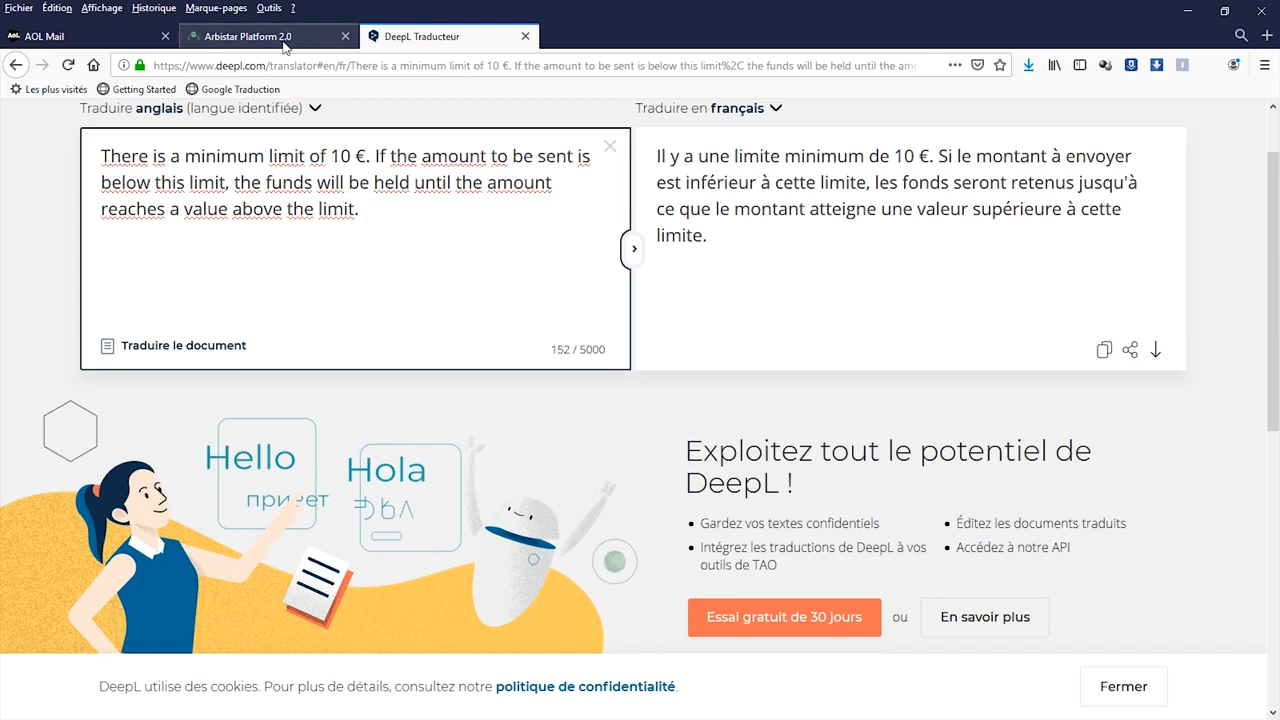 Fichier Édition Affichage Historique Marque-pages Outils ?
AOL Mail
Arbistar Platform 2.0
DeepL Traducteur
https://www.deepl.com/translator#en/fr/There is a minimum limit of 10 €. If the amount to be sent is below this limit%2C the funds will be held until the amo
Les plus visités Getting Started Google Traduction
Traduire anglais (langue identifiée)
Traduire en français
There is a minimum limit of 10 €. If the amount to be sent is
below this limit, the funds will be held until the amount
reaches a value above the limit.
Traduire le document
152 / 5000
Il y a une limite minimum de 10 €. Si le montant à envoyer
est inférieur à cette limite, les fonds seront retenus jusqu'à
ce que le montant atteigne une valeur supérieure à cette
limite.
Hello
Hola
привет
Exploitez tout le potentiel de
DeepL !
• Gardez vos textes confidentiels
• Intégrez les traductions de DeepL à vos
outils de TAO
• Éditez les documents traduits
• Accédez à notre API
Essai gratuit de 30 jours ou En savoir plus
DeepL utilise des cookies. Pour plus de détails, consultez notre politique de confidentialité.
Fermer